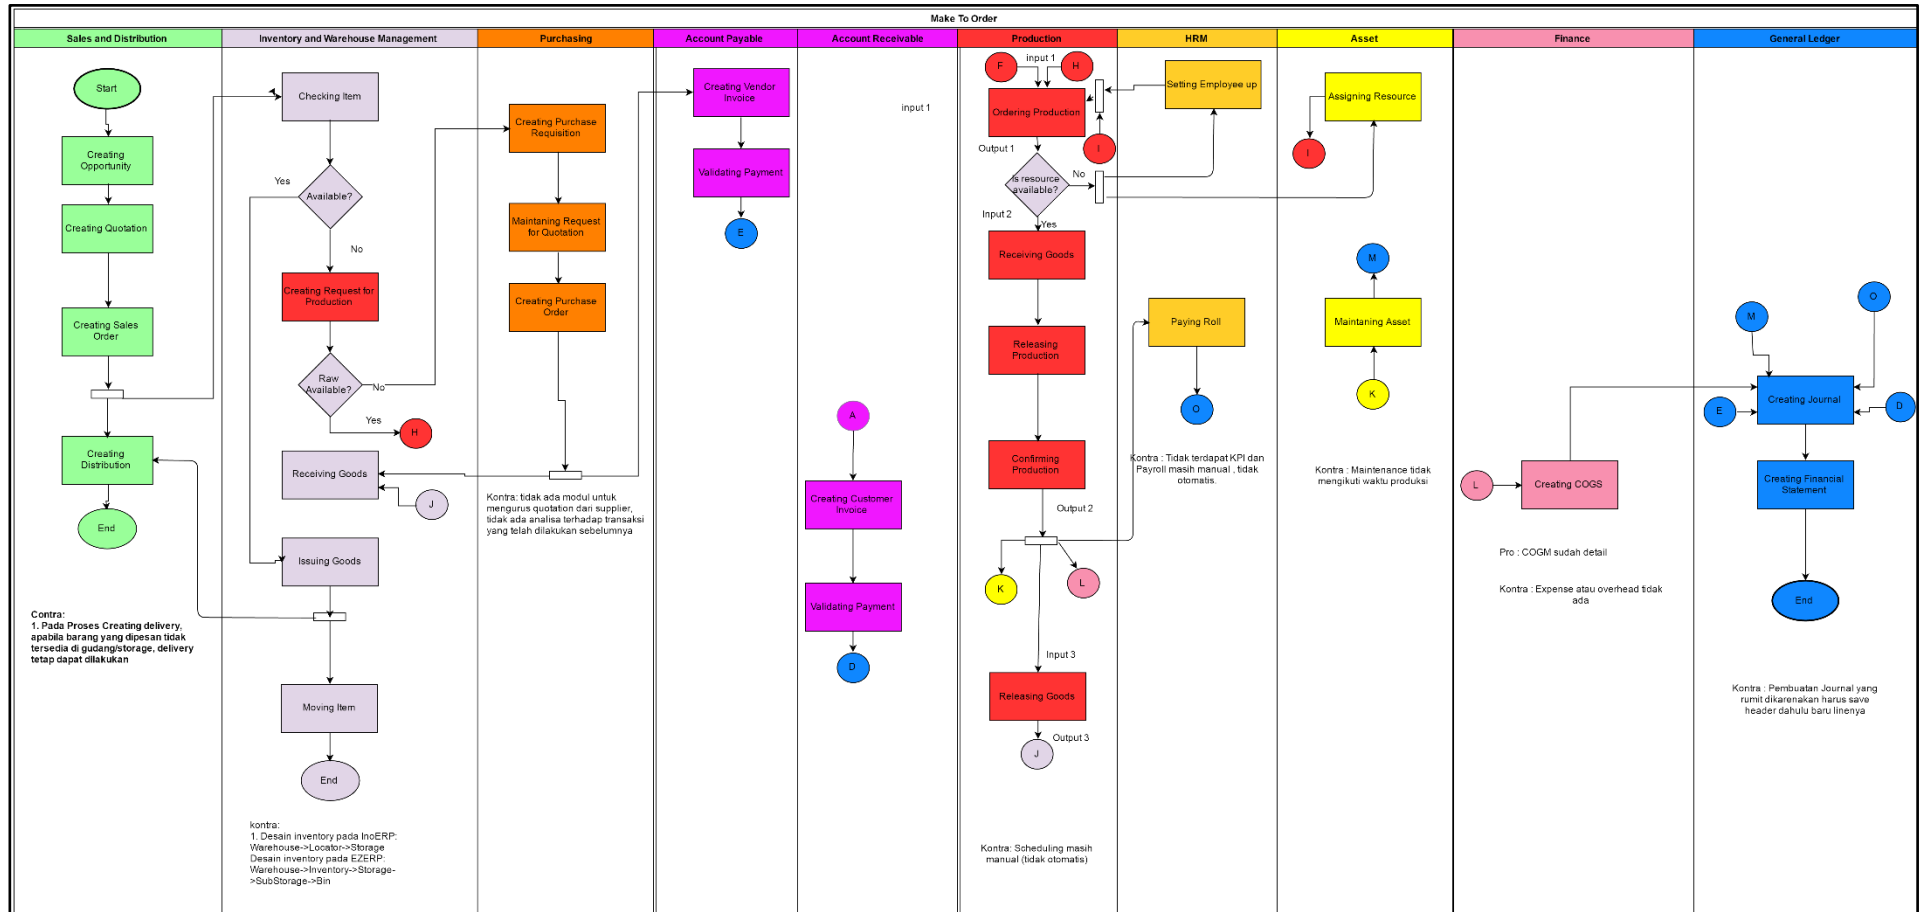 Make To Order
Sales and Distribution
Inventory and Warehouse Management
Purchasing
Account Payable
Account Receivable
Production
HRM
Asset
Finance
General Ledger
Start
Creating
Opportunity
Creating Quotation
Creating Sales
Order
Creating
Distribution
End
Contra:
1. Pada Proses Creating delivery,
apabila barang yang dipesan tidak
tersedia di gudang/storage, delivery
tetap dapat dilakukan
Checking Item
Yes
Available?
No
Creating Request for
Production
Raw
Available?
No
Yes
H
Receiving Goods
J
Issuing Goods
Moving Item
End
kontra:
1. Desain inventory pada InoERP:
Warehouse->Locator->Storage
Desain inventory pada EZERP:
Warehouse->Inventory->Storage-
>SubStorage->Bin
Creating Purchase
Requisition
Maintaning Request
for Quotation
Creating Purchase
Order
Kontra: tidak ada modul untuk
mengurus quotation dari supplier,
tidak ada analisa terhadap transaksi
yang telah dilakukan sebelumnya
Creating Vendor
Invoice
Validating Payment
E
input 1
A
Creating Customer
Invoice
Validating Payment
D
F
input 1
H
Ordering Production
I
Output 1
Is resource
available?
No
Input 2
Yes
Receiving Goods
Releasing
Production
Confirming
Production
Output 2
K
L
Input 3
Releasing Goods
Output 3
J
Kontra: Scheduling masih
manual (tidak otomatis)
Setting Employee up
Paying Roll
O
Kontra : Tidak terdapat KPI dan
Payroll masih manual , tidak
otomatis.
Assigning Resource
I
M
Maintaning Asset
K
Kontra : Maintenance tidak
mengikuti waktu produksi
L
Creating COGS
Pro : COGM sudah detail
Kontra : Expense atau overhead tidak
ada
M
O
Creating Journal
E
D
Creating Financial
Statement
End
Kontra : Pembuatan Journal yang
rumit dikarenakan harus save
header dahulu baru linenya